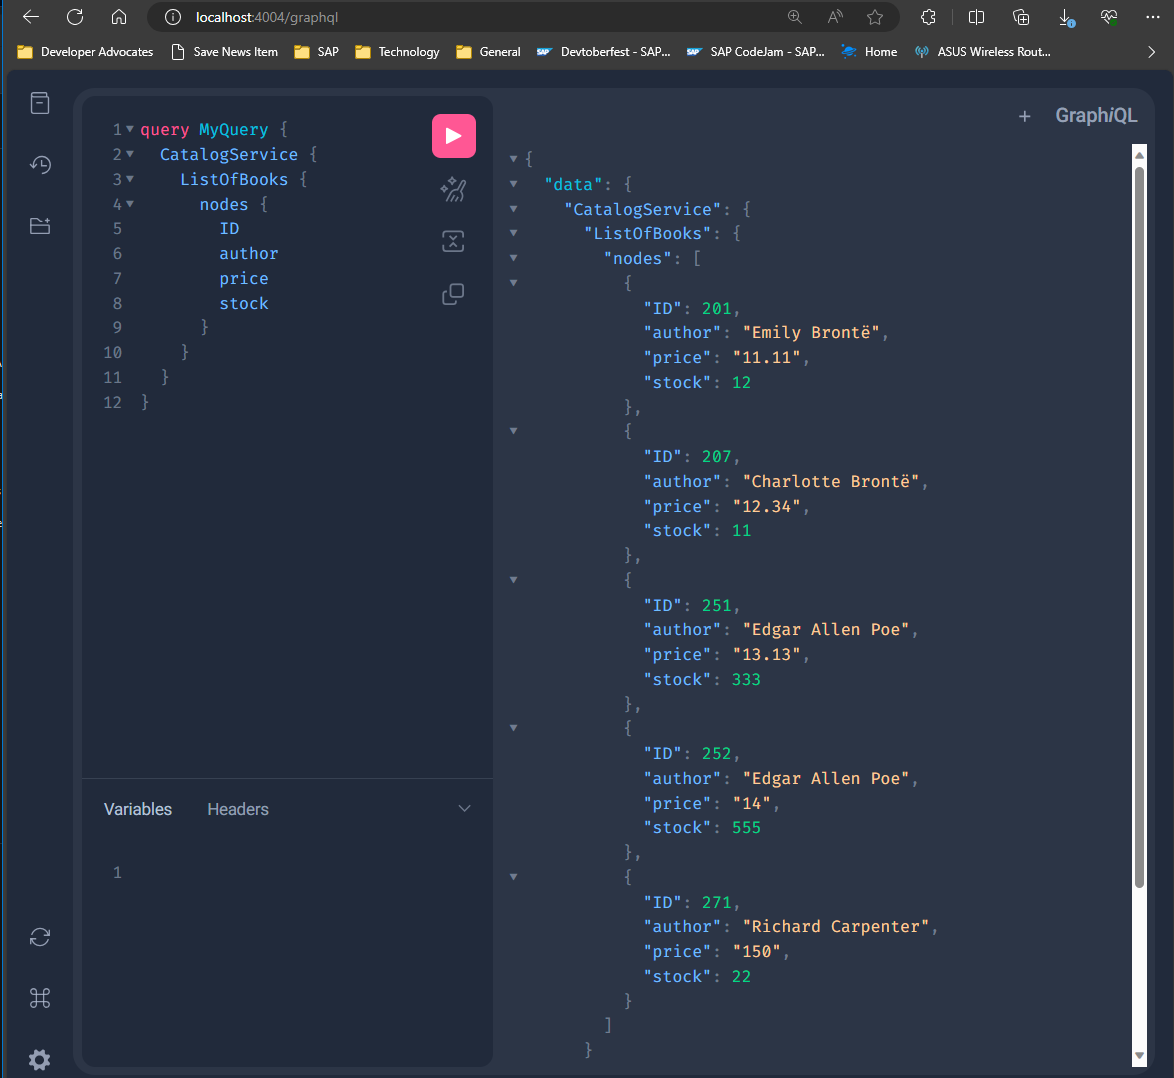 localhost:4004/graphql
Developer Advocates Save News Item SAP Technology General Devtoberfest - SAP... SAP CodeJam - SAP... Home ASUS Wireless Rout...
GraphiQL
1 query MyQuery {
2 CatalogService {
3 ListOfBooks {
4 nodes {
5 ID
6 author
7 price
8 stock
9 }
10 }
11 }
12 }
Variables Headers
1
{
"data": {
"CatalogService": {
"ListOfBooks": {
"nodes": [
{
"ID": 201,
"author": "Emily Brontë",
"price": "11.11",
"stock": 12
},
{
"ID": 207,
"author": "Charlotte Brontë",
"price": "12.34",
"stock": 11
},
{
"ID": 251,
"author": "Edgar Allen Poe",
"price": "13.13",
"stock": 333
},
{
"ID": 252,
"author": "Edgar Allen Poe",
"price": "14",
"stock": 555
},
{
"ID": 271,
"author": "Richard Carpenter",
"price": "150",
"stock": 22
}
]
}